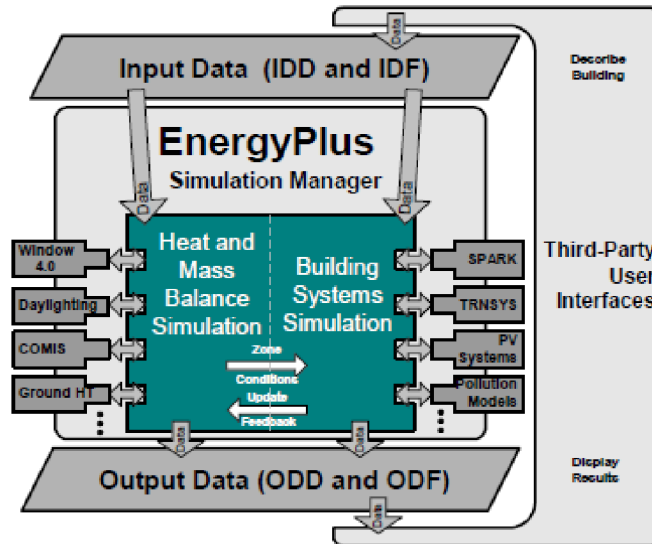 Data
Input Data (IDD and IDF)
Describe
Building
EnergyPlus
Simulation Manager
Data
Data
Window
4.0
Daylighting
COMIS
Ground HT
Heat and
Mass
Balance
Simulation
Building
Systems
Simulation
Zone
Conditions
Update
Feedback
SPARK
TRNSYS
PV
Systems
Pollution
Models
Third-Party
User
Interfaces
Data
Data
Output Data (ODD and ODF)
Display
Results
Data